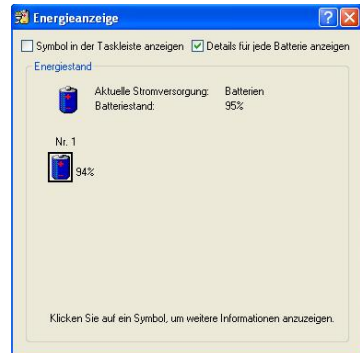 Energieanzeige
Symbol in der Taskleiste anzeigen Details für jede Batterie anzeigen
Energiestand
Aktuelle Stromversorgung: Batterien
Batteriestand: 95%
Nr. 1
94%
Klicken Sie auf ein Symbol, um weitere Informationen anzuzeigen.